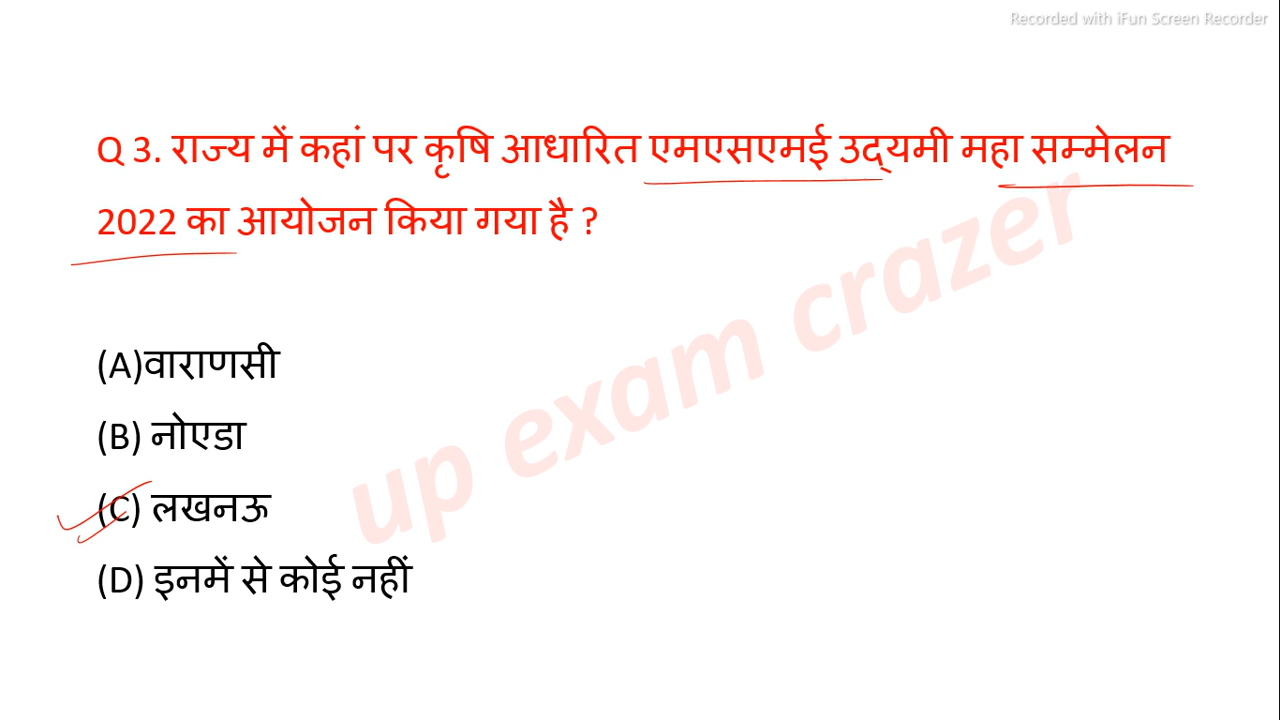 Recorded with iFun Screen Recorder
Q 3. राज्य में कहां पर कृषि आधारित एमएसएमई उद्यमी महा सम्मेलन
2022 का आयोजन किया गया है ?
up exam crazer
(A)वाराणसी
(B) नोएडा
(C) लखनऊ
(D) इनमें से कोई नहीं